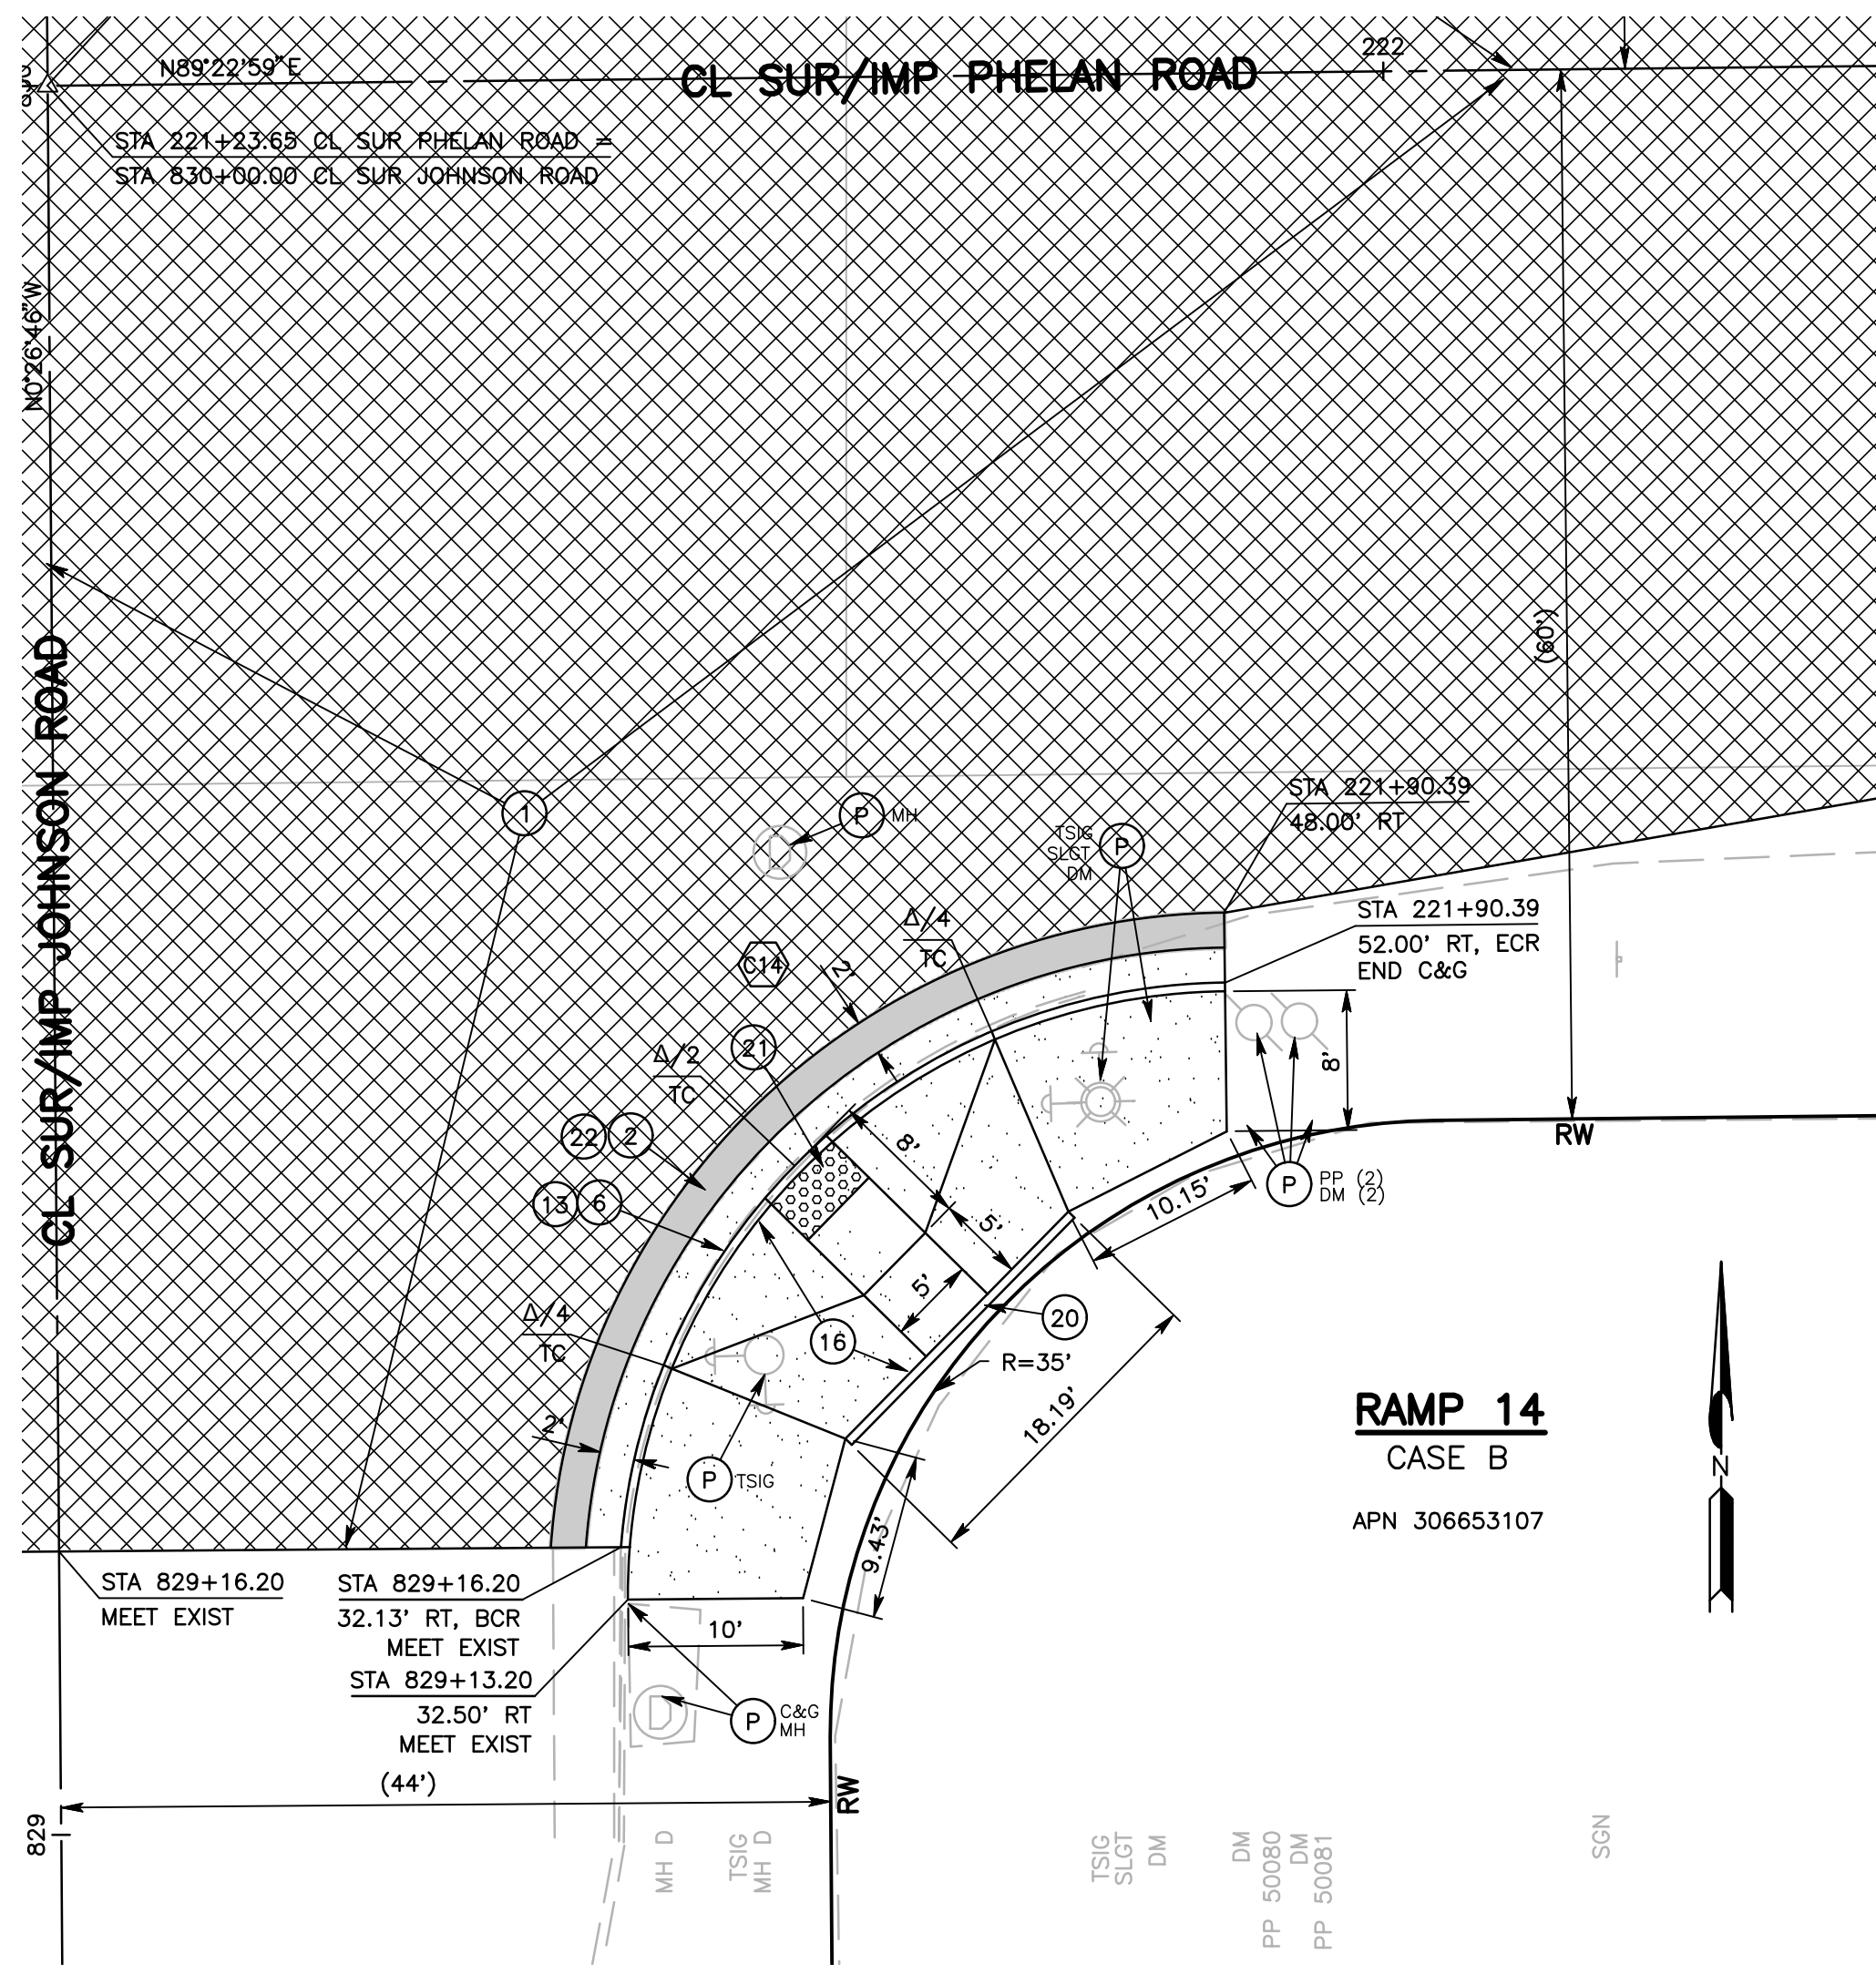 222
N89°22'59"E
CL SUR/IMP PHELAN ROAD
STA 221+23.65 CL SUR PHELAN ROAD =
STA 830+00.00 CL SUR JOHNSON ROAD
N0°26'46"W
CL SUR/IMP JOHNSON ROAD
(60')
1
P MH
TSIG
SLGT
DM
P
STA 221+90.39
48.00' RT
STA 221+90.39
52.00' RT, ECR
END C&G
Δ/4
TC
C14
2'
21
Δ/2
TC
8'
22 2
13 6
8'
5'
5'
10.15'
P
PP (2)
DM (2)
RW
20
16
R=35'
18.19'
Δ/4
TC
2'
P TSIG
9.43'
RAMP 14
CASE B
APN 306653107
N
STA 829+16.20
MEET EXIST
STA 829+16.20
32.13' RT, BCR
MEET EXIST
STA 829+13.20
32.50' RT
MEET EXIST
10'
P
C&G
MH
(44')
RW
829
MH D
TSIG
MH D
TSIG
SLGT
DM
DM
PP 50080
DM
PP 50081
SGN